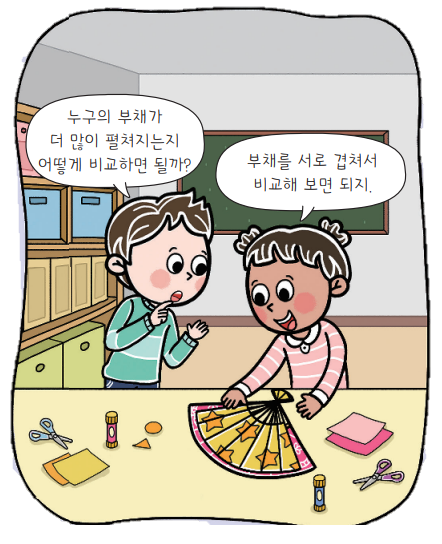 누구의 부채가
더 많이 펼쳐지는지
어떻게 비교하면 될까?
부채를 서로 겹쳐서
비교해 보면 되지.